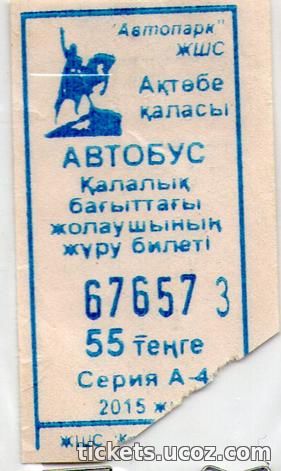 "Автопарк"
ЖШС
Ақтөбе
қаласы
АВТОБУС
Қалалық
бағыттағы
жолаушының
жүру билеті
67657 3
55 теңге
Серия А-4
2015
ЖШС
tickets.ucoz.com